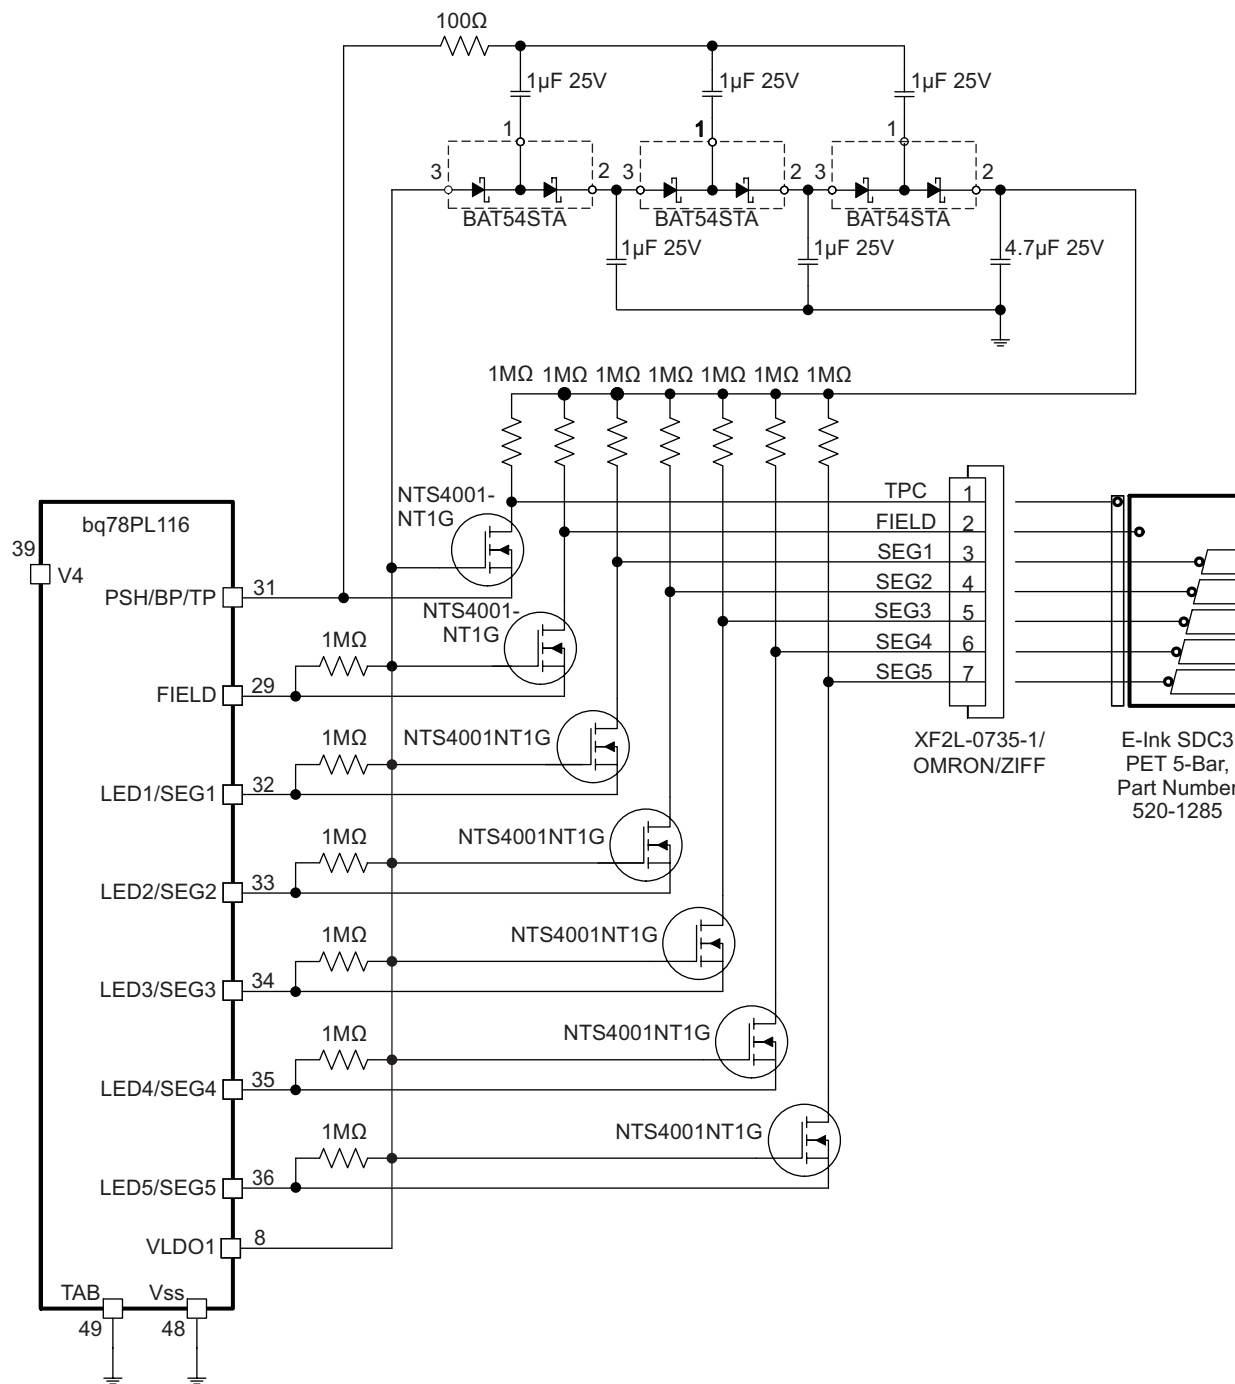 100Ω
1µF 25V 1µF 25V 1µF 25V
1 1 1
3 2 3 2 3 2
BAT54STA BAT54STA BAT54STA
1µF 25V 1µF 25V 4.7µF 25V
1MΩ 1MΩ 1MΩ 1MΩ 1MΩ 1MΩ 1MΩ
NTS4001-
NT1G
TPC 1
FIELD 2
SEG1 3
SEG2 4
SEG3 5
SEG4 6
SEG5 7
XF2L-0735-1/
OMRON/ZIFF
E-Ink SDC3
PET 5-Bar,
Part Number
520-1285
bq78PL116
39
V4
PSH/BP/TP 31
NTS4001-
NT1G
1MΩ
FIELD 29
NTS4001NT1G
1MΩ
LED1/SEG1 32
NTS4001NT1G
1MΩ
LED2/SEG2 33
NTS4001NT1G
1MΩ
LED3/SEG3 34
NTS4001NT1G
1MΩ
LED4/SEG4 35
NTS4001NT1G
1MΩ
LED5/SEG5 36
VLDO1 8
TAB Vss
49 48